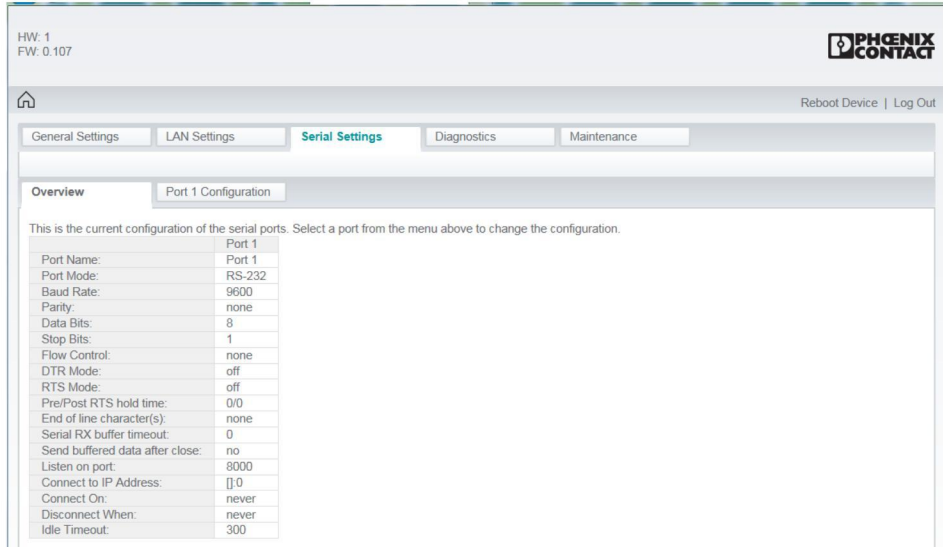 HW: 1
FW: 0.107
PHŒNIX
CONTACT
Reboot Device | Log Out
General Settings LAN Settings Serial Settings Diagnostics Maintenance
Overview Port 1 Configuration
This is the current configuration of the serial ports. Select a port from the menu above to change the configuration.
Port 1
Port Name: Port 1
Port Mode: RS-232
Baud Rate: 9600
Parity: none
Data Bits: 8
Stop Bits: 1
Flow Control: none
DTR Mode: off
RTS Mode: off
Pre/Post RTS hold time: 0/0
End of line character(s): none
Serial RX buffer timeout: 0
Send buffered data after close: no
Listen on port: 8000
Connect to IP Address: []:0
Connect On: never
Disconnect When: never
Idle Timeout: 300